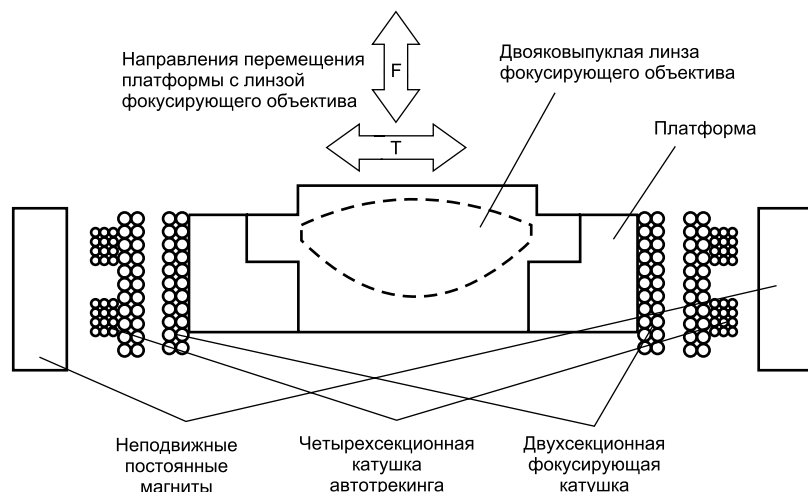 Направления перемещения
платформы с линзой
фокусирующего объектива
F
T
Двояковыпуклая линза
фокусирующего объектива
Платформа
Неподвижные
постоянные
магниты
Четырехсекционная
катушка
автотрекинга
Двухсекционная
фокусирующая
катушка